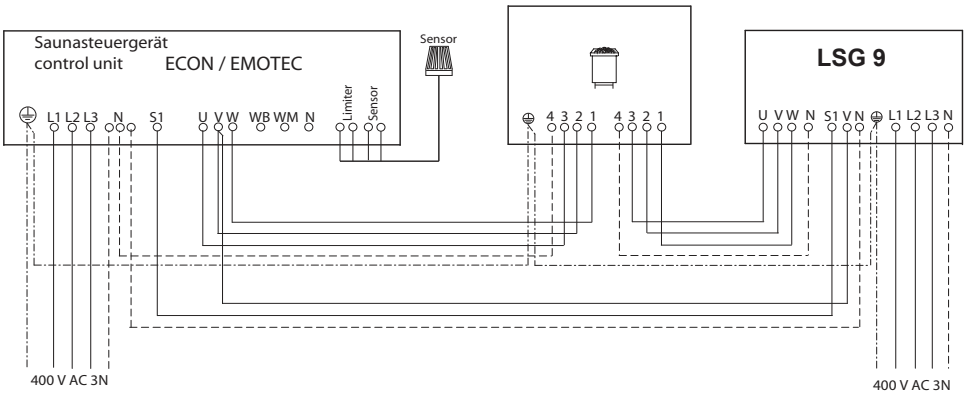 Saunasteuergerät
control unit ECON / EMOTEC
Sensor
LSG 9
Limiter
Sensor
L1 L2 L3 N S1 U V W WB WM N
4 3 2 1 4 3 2 1
U V W N S1 V N L1 L2 L3 N
400 V AC 3N
400 V AC 3N